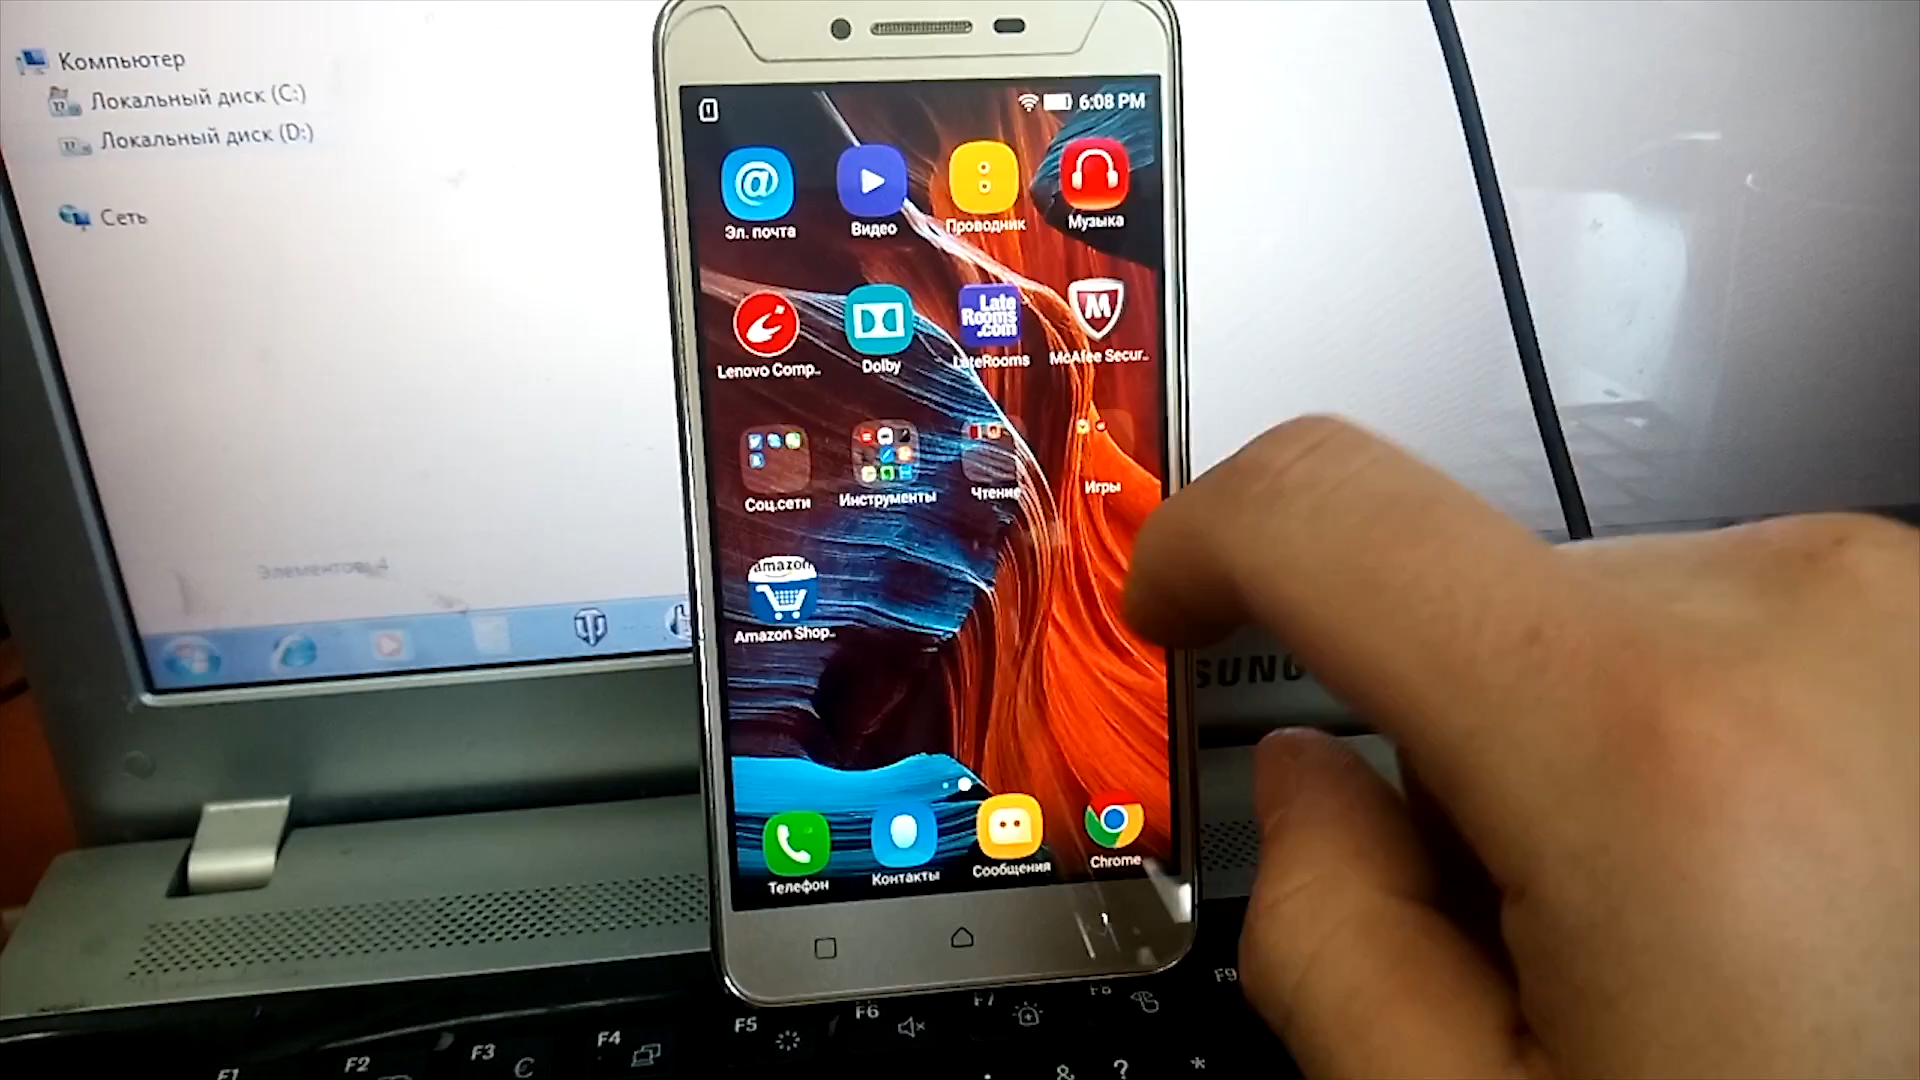 Компьютер
Локальный диск (C:)
Локальный диск (D:)
Сеть
Элементов: 4
6:08 PM
Эл. почта
Видео
Проводник
Музыка
Late
Rooms
.com
Lenovo Comp..
Dolby
LateRooms
McAfee Secur..
Соц.сети
Инструменты
Чтение
Игры
amazon
Amazon Shop..
Телефон
Контакты
Сообщения
Chrome
SUNG
F1
F2
F3
F4
F5
F6
F7
F8
F9
€
&
?
*